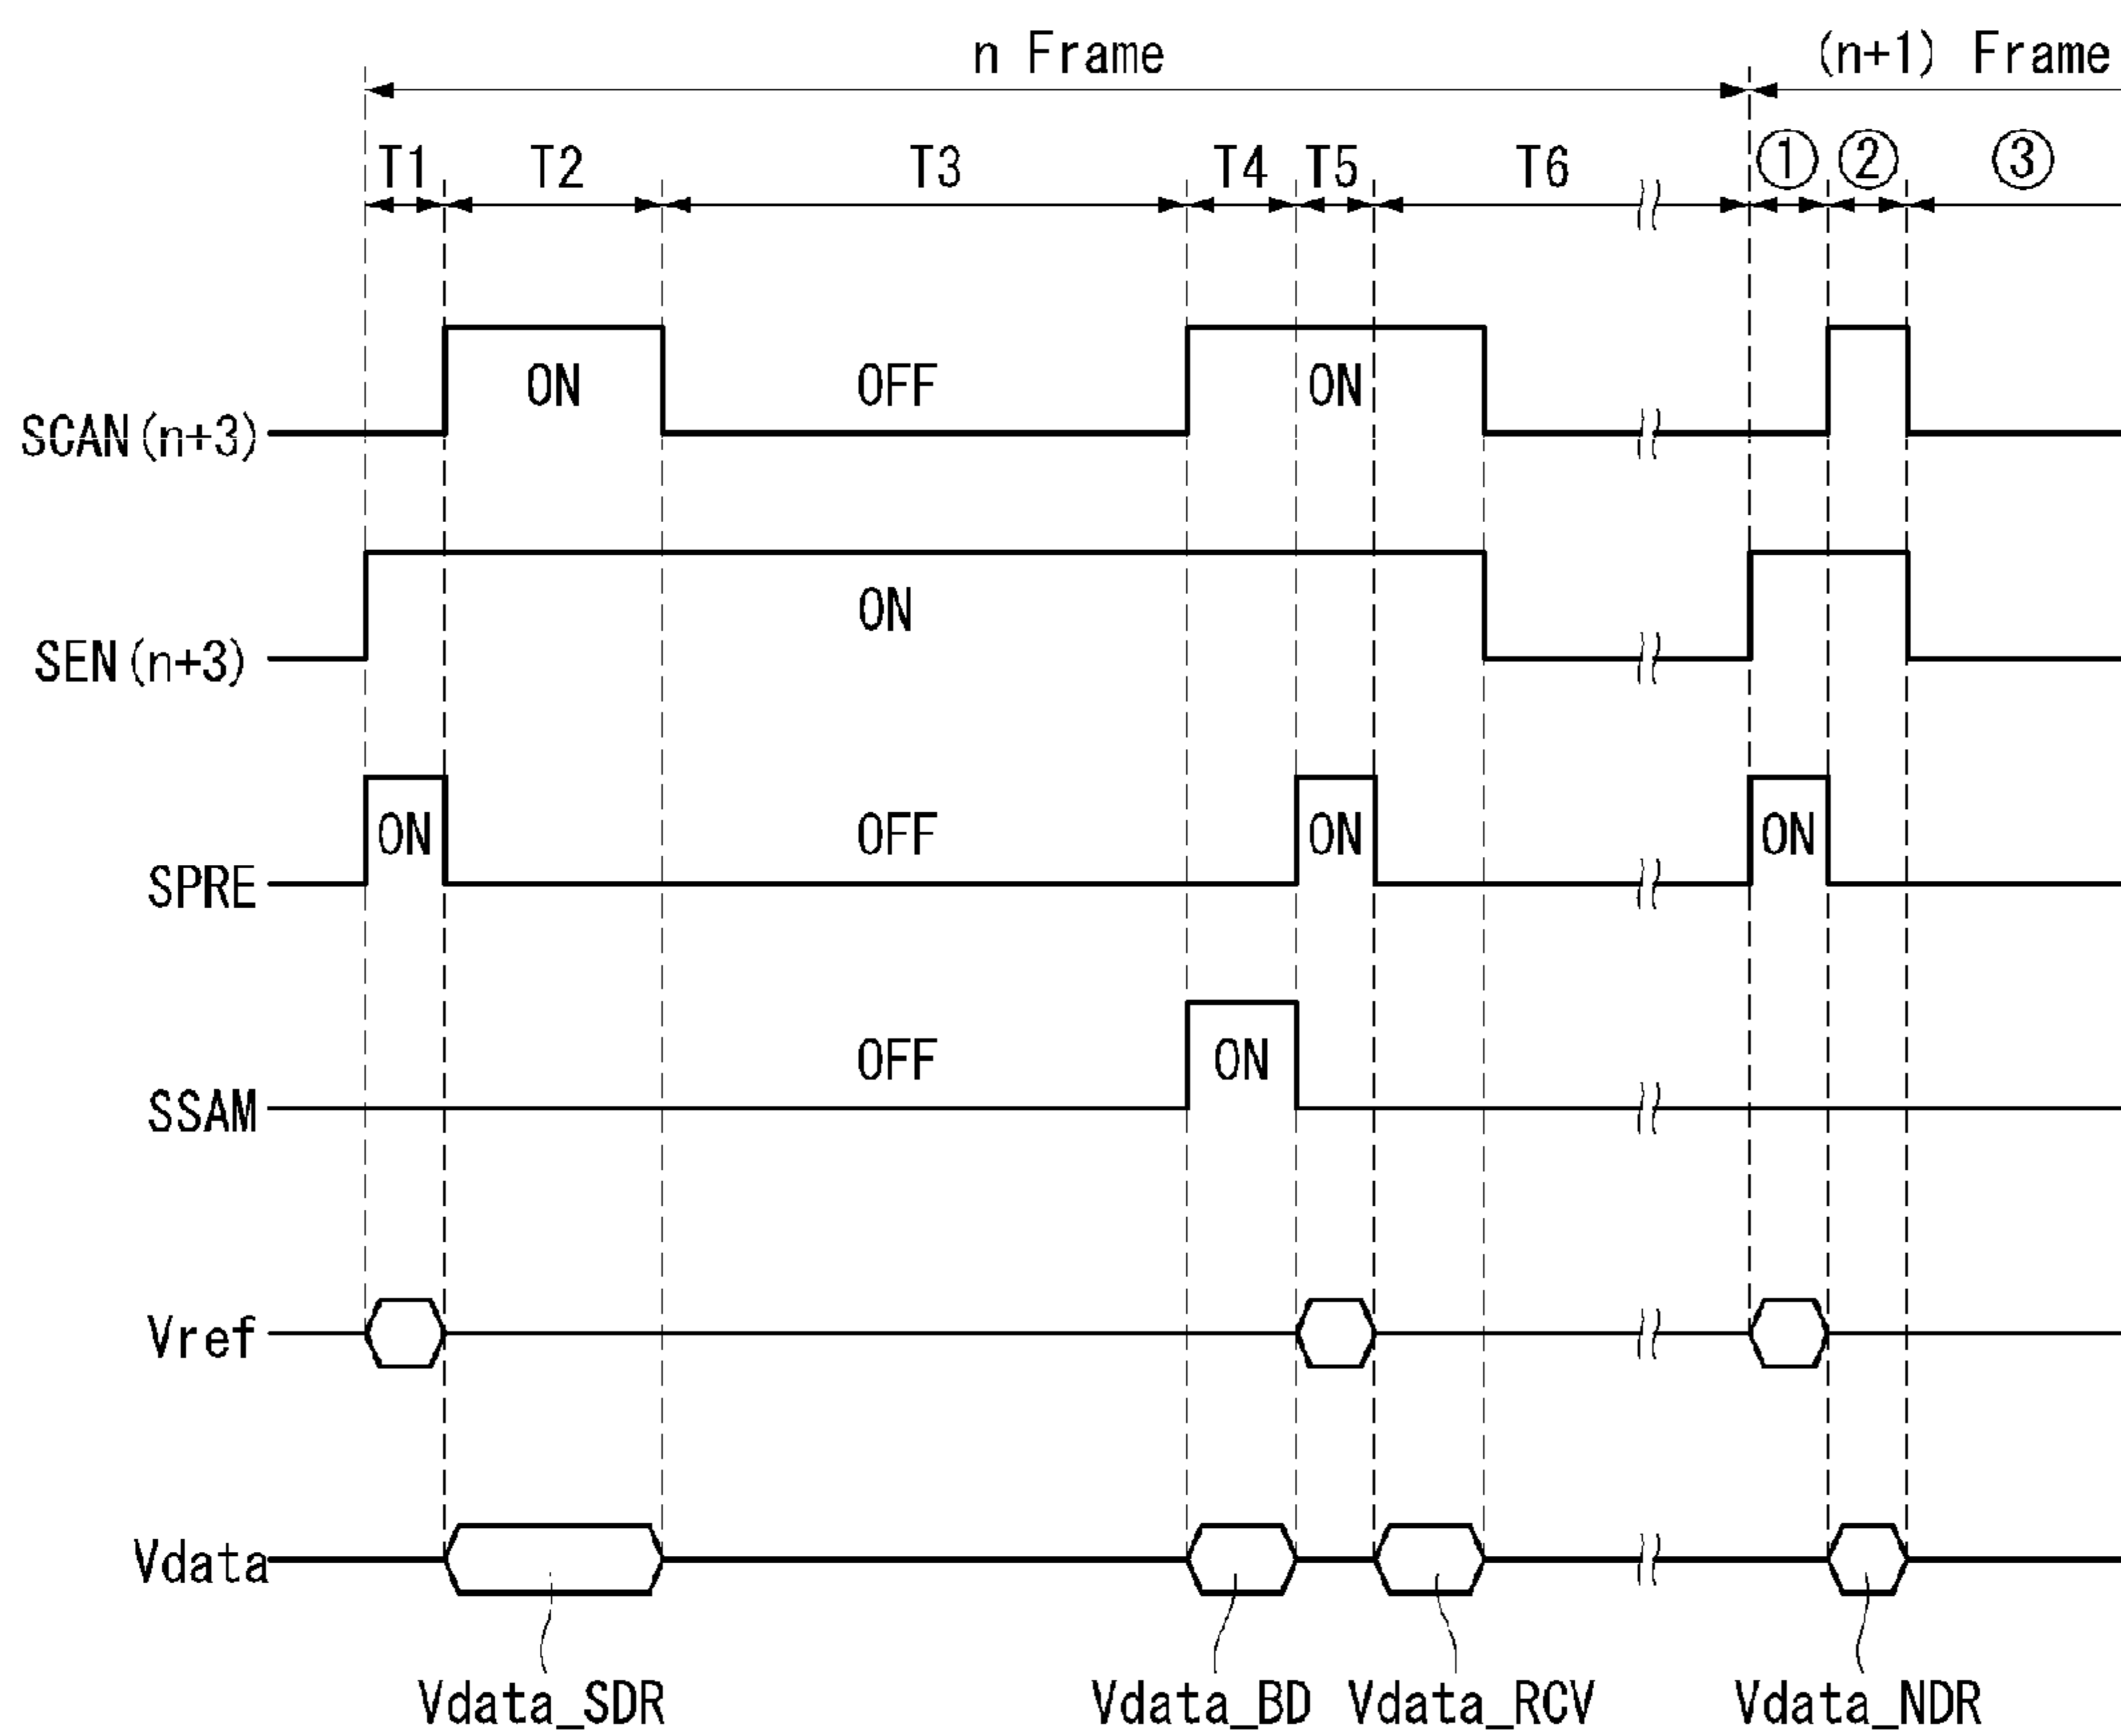 n Frame (n+1) Frame
T1 T2 T3 T4 T5 T6 ① ② ③
SCAN(n+3) ON OFF ON
SEN(n+3) ON
SPRE ON OFF ON ON
SSAM OFF ON
Vref
Vdata
Vdata_SDR Vdata_BD Vdata_RCV Vdata_NDR